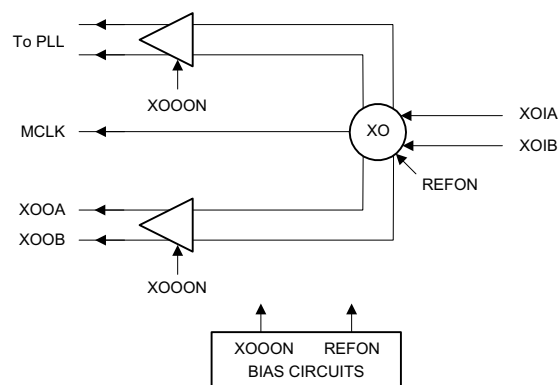 To PLL
XOOON
MCLK
XO
XOIA
XOIB
REFON
XOOA
XOOB
XOOON
XOOON REFON
BIAS CIRCUITS